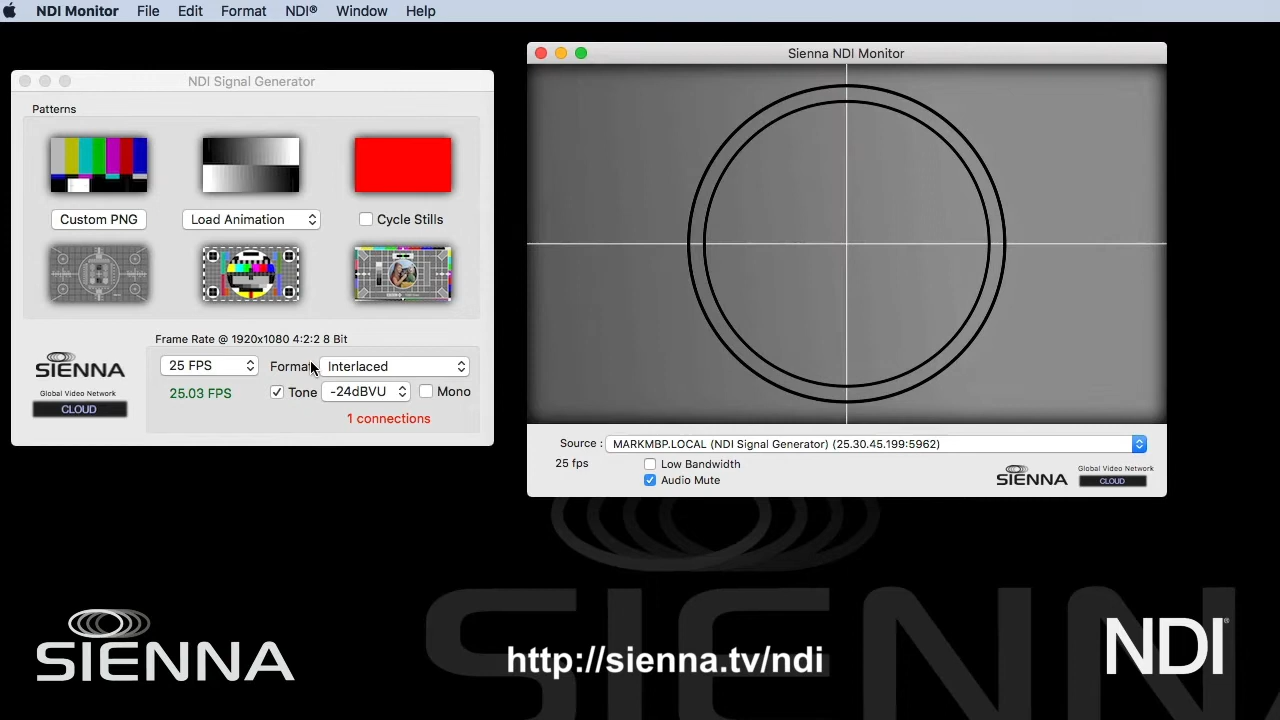 NDI Monitor File Edit Format NDI® Window Help
NDI Signal Generator
Patterns
Custom PNG
Load Animation
Cycle Stills
Frame Rate @ 1920x1080 4:2:2 8 Bit
25 FPS
Format
Interlaced
25.03 FPS
Tone
-24dBVU
Mono
1 connections
SIENNA
Global Video Network
CLOUD
Sienna NDI Monitor
Source :
MARKMBP.LOCAL (NDI Signal Generator) (25.30.45.199:5962)
25 fps
Low Bandwidth
Audio Mute
SIENNA
Global Video Network
CLOUD
SIENNA
SIENNA
http://sienna.tv/ndi
NDI®